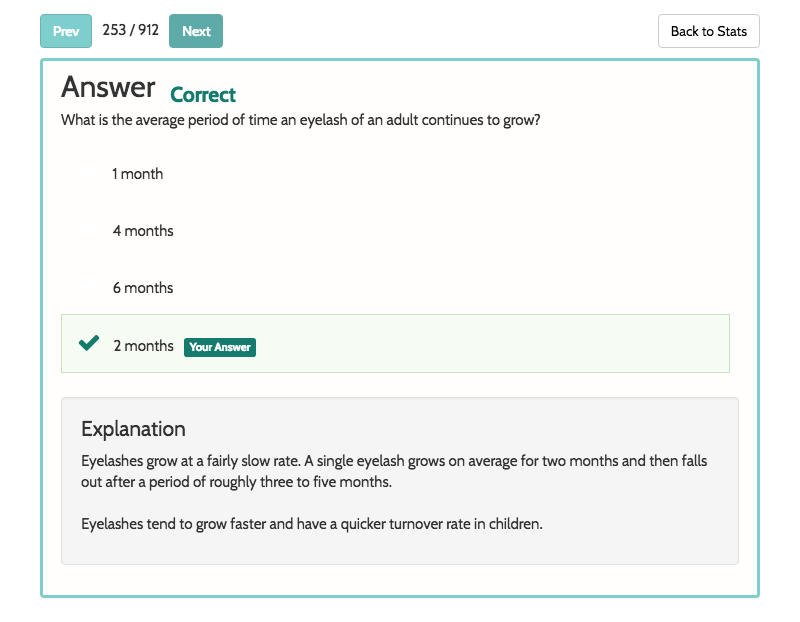 Prev 253 / 912 Next Back to Stats
Answer Correct
What is the average period of time an eyelash of an adult continues to grow?
1 month
4 months
6 months
2 months Your Answer
Explanation
Eyelashes grow at a fairly slow rate. A single eyelash grows on average for two months and then falls
out after a period of roughly three to five months.
Eyelashes tend to grow faster and have a quicker turnover rate in children.